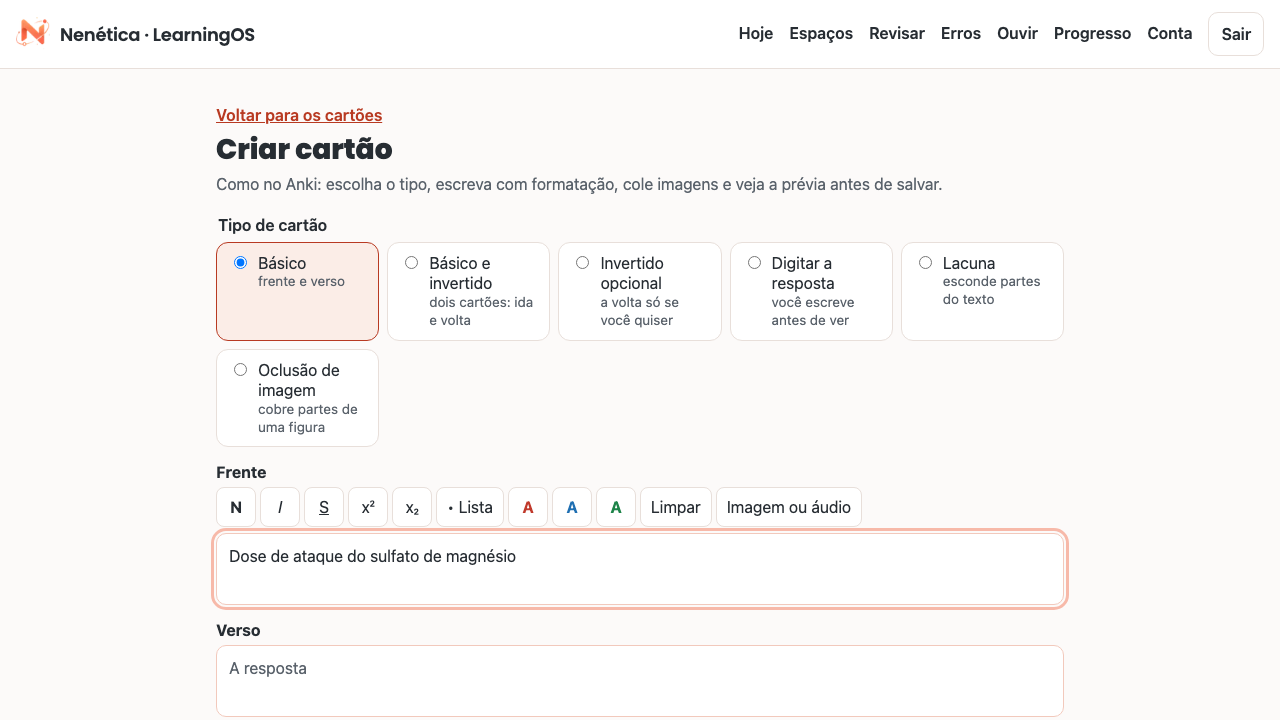 Nenética · LearningOS
Hoje
Espaços
Revisar
Erros
Ouvir
Progresso
Conta
Sair
Voltar para os cartões
Criar cartão
Como no Anki: escolha o tipo, escreva com formatação, cole imagens e veja a prévia antes de salvar.
Tipo de cartão
Básico
frente e verso
Básico e
invertido
dois cartões: ida
e volta
Invertido
opcional
a volta só se
você quiser
Digitar a
resposta
você escreve
antes de ver
Lacuna
esconde partes
do texto
Oclusão de
imagem
cobre partes de
uma figura
Frente
N
I
S
x²
x₂
• Lista
A
A
A
Limpar
Imagem ou áudio
Dose de ataque do sulfato de magnésio
Verso
A resposta